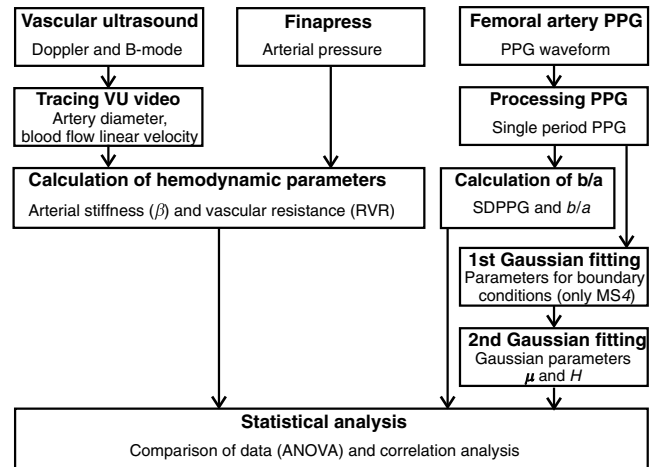 Vascular ultrasound
Doppler and B-mode
Finapress
Arterial pressure
Femoral artery PPG
PPG waveform
Tracing VU video
Artery diameter,
blood flow linear velocity
Processing PPG
Single period PPG
Calculation of hemodynamic parameters
Arterial stiffness (β) and vascular resistance (RVR)
Calculation of b/a
SDPPG and b/a
1st Gaussian fitting
Parameters for boundary
conditions (only MS4)
2nd Gaussian fitting
Gaussian parameters
μ and H
Statistical analysis
Comparison of data (ANOVA) and correlation analysis